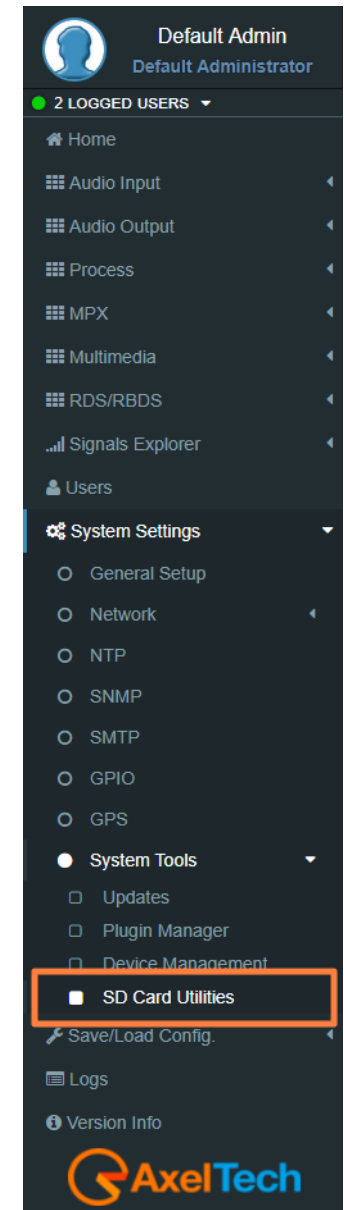 Default Admin
Default Administrator
2 LOGGED USERS
Home
Audio Input
Audio Output
Process
MPX
Multimedia
RDS/RBDS
Signals Explorer
Users
System Settings
General Setup
Network
NTP
SNMP
SMTP
GPIO
GPS
System Tools
Updates
Plugin Manager
Device Management
SD Card Utilities
Save/Load Config.
Logs
Version Info
AxelTech